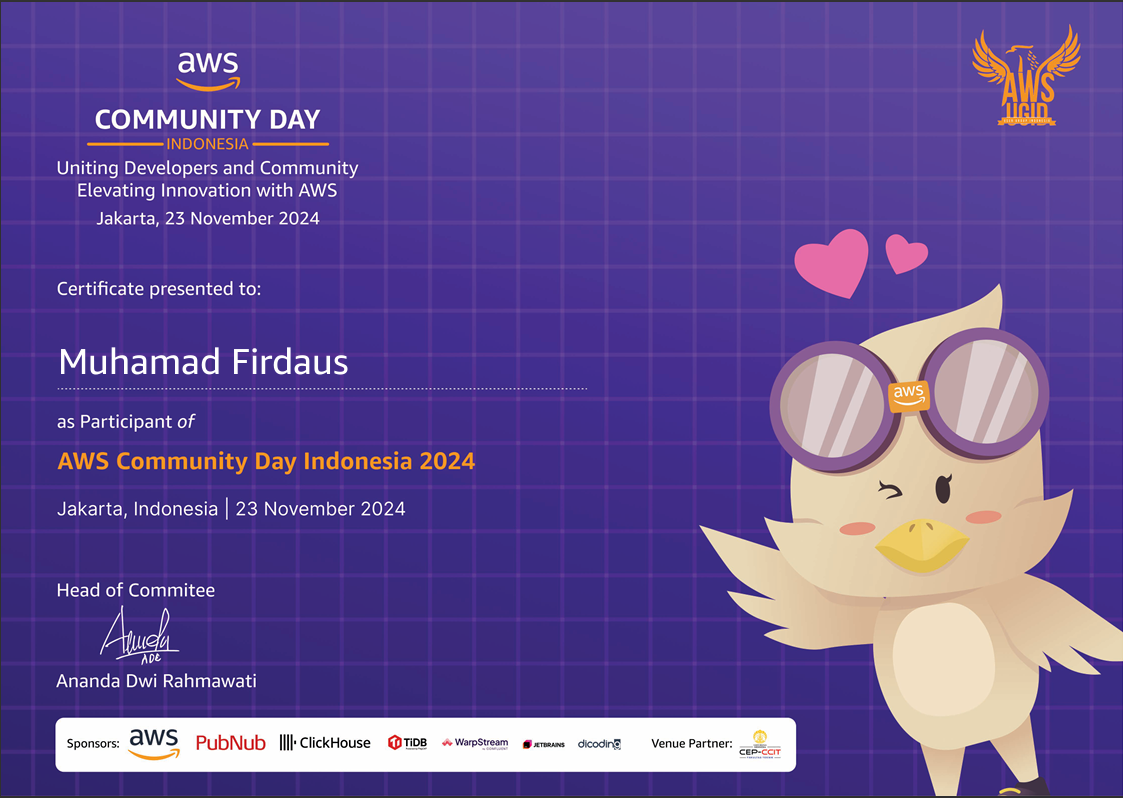 aws
COMMUNITY DAY
INDONESIA
Uniting Developers and Community
Elevating Innovation with AWS
Jakarta, 23 November 2024
AWS
UGID
Certificate presented to:
Muhamad Firdaus
as Participant of
AWS Community Day Indonesia 2024
Jakarta, Indonesia | 23 November 2024
aws
Head of Commitee
ADR
Ananda Dwi Rahmawati
Sponsors: aws PubNub ClickHouse TiDB WarpStream JETBRAINS dicoding Venue Partner: CEP-CCIT